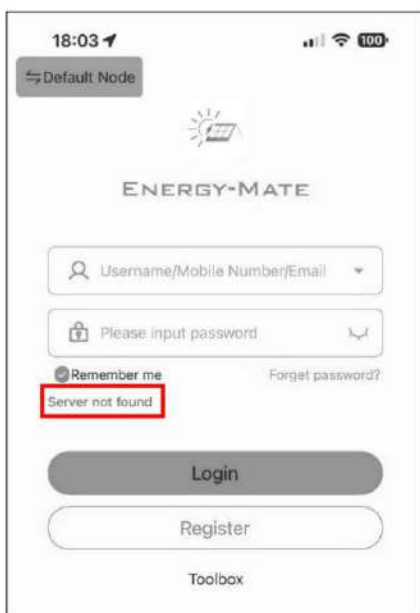 18:03
100
Default Node
ENERGY-MATE
Username/Mobile Number/Email
Please input password
Remember me Forget password?
Server not found
Login
Register
Toolbox